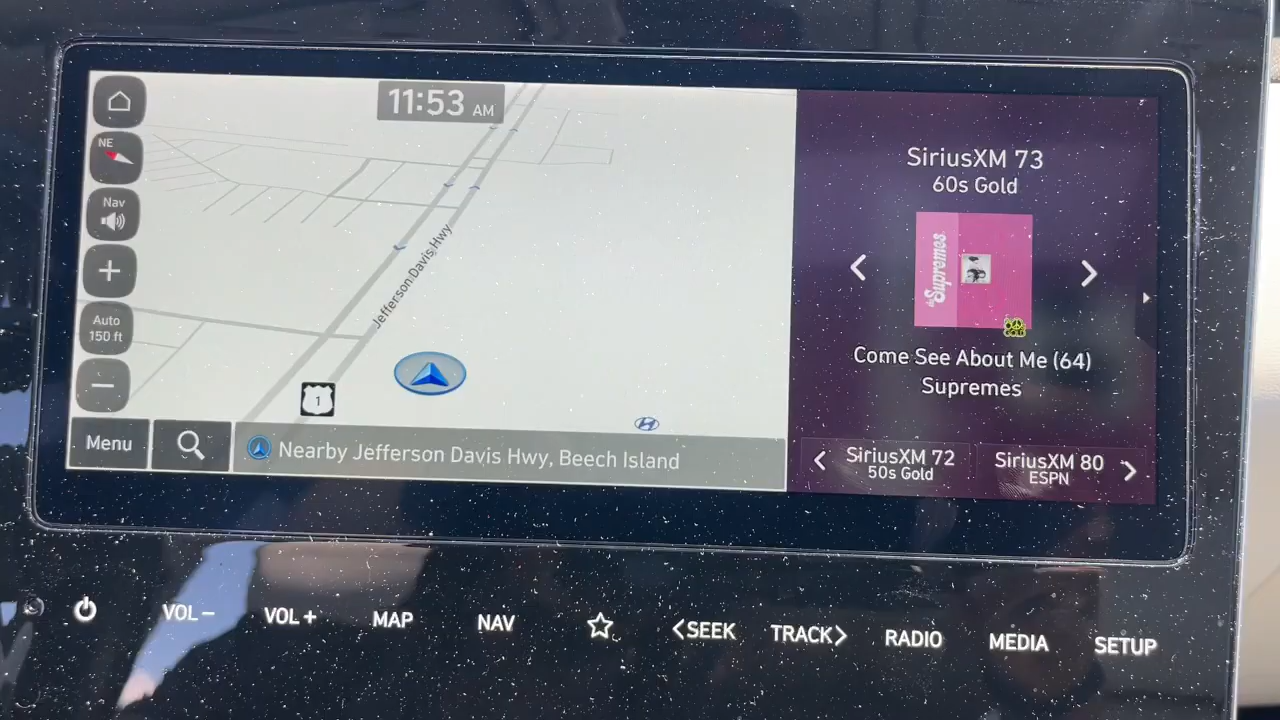 11:53 AM
NE
Nav
Auto
150 ft
Jefferson Davis Hwy
1
Menu
Nearby Jefferson Davis Hwy, Beech Island
SiriusXM 73
60s Gold
the Supremes
GOLD
Come See About Me (64)
Supremes
SiriusXM 72
50s Gold
SiriusXM 80
ESPN
VOL−
VOL+
MAP
NAV
<SEEK
TRACK>
RADIO
MEDIA
SETUP